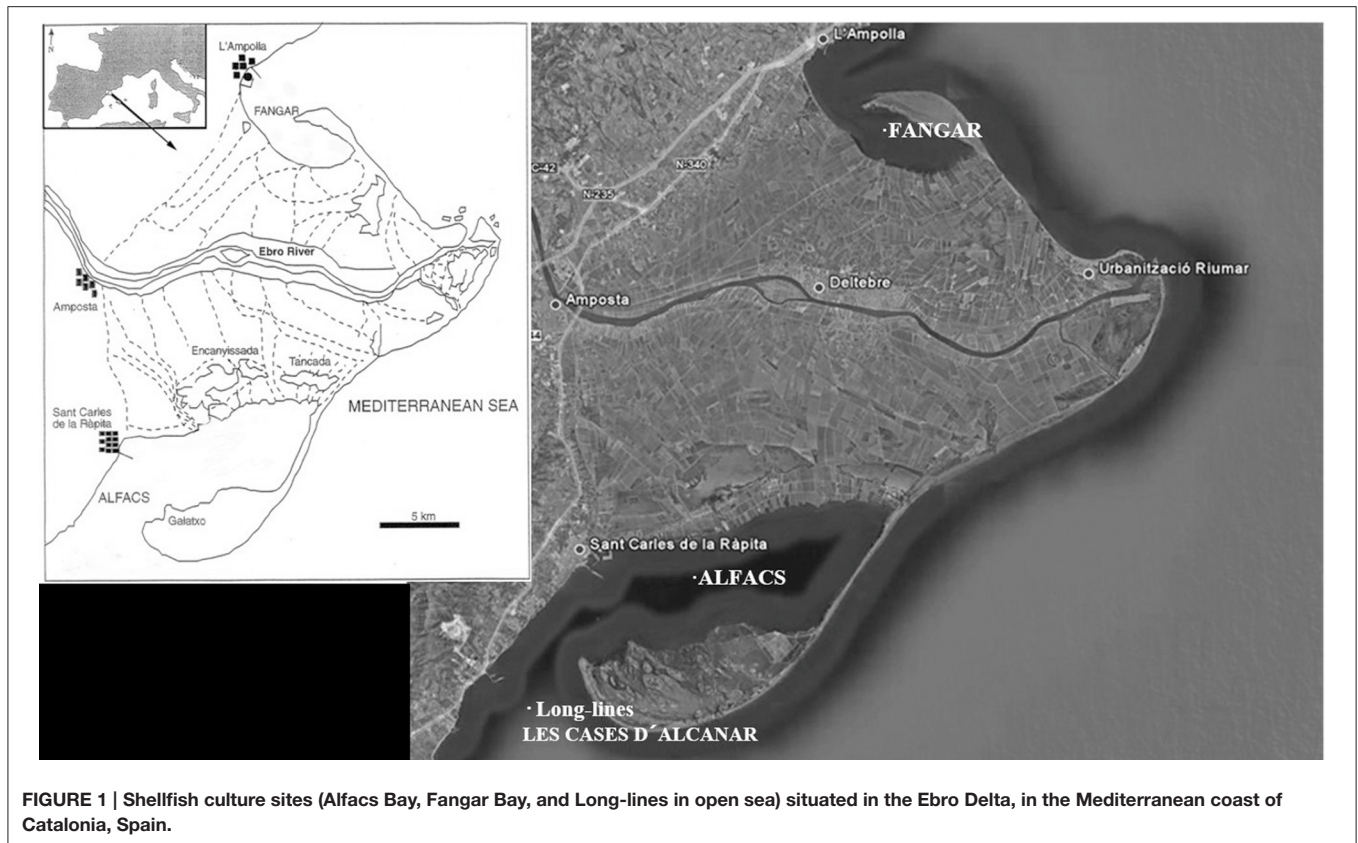 N
L'Ampolla
FANGAR
Ebro River
Amposta
Encanyissada
Tancada
MEDITERRANEAN SEA
Sant Carles
de la Ràpita
ALFACS
Galatxo
5 km
L'Ampolla
·FANGAR
C-42
N-340
N-235
Urbanització Riumar
Deltebre
Amposta
44
Sant Carles de la Ràpita
·ALFACS
· Long-lines
LES CASES D´ALCANAR
FIGURE 1 | Shellfish culture sites (Alfacs Bay, Fangar Bay, and Long-lines in open sea) situated in the Ebro Delta, in the Mediterranean coast of
Catalonia, Spain.